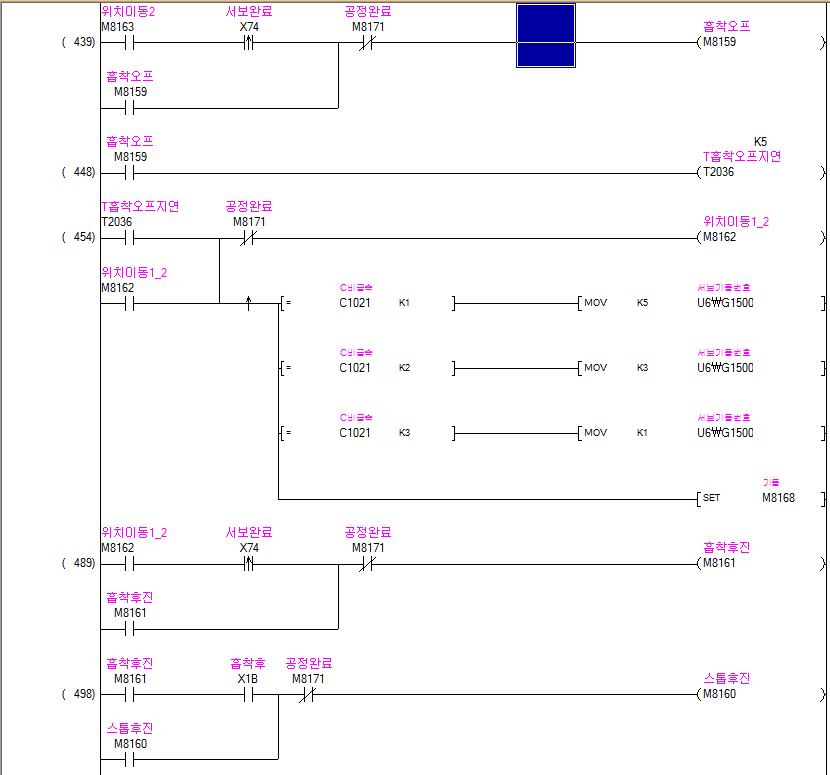 위치이동2 서보완료 공정완료 흡착오프
M8163 X74 M8171
( 439) M8159
흡착오프
M8159
흡착오프 K5
M8159 T흡착오프지연
( 448) T2036
T흡착오프지연 공정완료
T2036 M8171 위치이동1_2
( 454) M8162
위치이동1_2
M8162 C비금속 서보기동번호
= C1021 K1 MOV K5 U6₩G1500
C비금속 서보기동번호
= C1021 K2 MOV K3 U6₩G1500
C비금속 서보기동번호
= C1021 K3 MOV K1 U6₩G1500
기동
SET M8168
위치이동1_2 서보완료 공정완료
M8162 X74 M8171 흡착후진
( 489) M8161
흡착후진
M8161
흡착후진 흡착후 공정완료
M8161 X1B M8171 스톱후진
( 498) M8160
스톱후진
M8160